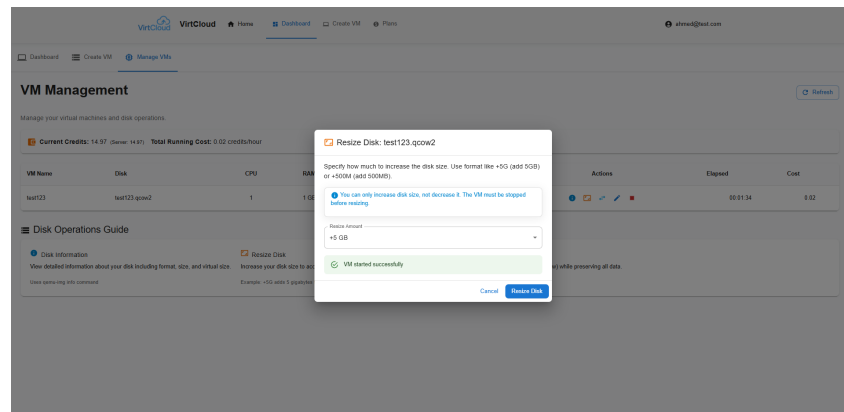 VirtCloud VirtCloud Home Dashboard Create VM Plans ahmed@test.com
Dashboard Create VM Manage VMs
VM Management
Refresh
Manage your virtual machines and disk operations.
Current Credits: 14.97 (Server: 14.97) Total Running Cost: 0.02 credits/hour
VM Name Disk CPU RAM Actions Elapsed Cost
test123 test123.qcow2 1 1 GB 00:01:34 0.02
Disk Operations Guide
Disk Information
View detailed information about your disk including format, size, and virtual size.
Uses qemu-img info command
Resize Disk
Increase your disk size to acc
Example: +5G adds 5 gigabytes
while preserving all data.
Resize Disk: test123.qcow2
Specify how much to increase the disk size. Use format like +5G (add 5GB)
or +500M (add 500MB).
You can only increase disk size, not decrease it. The VM must be stopped
before resizing.
Resize Amount
+5 GB
VM started successfully
Cancel Resize Disk